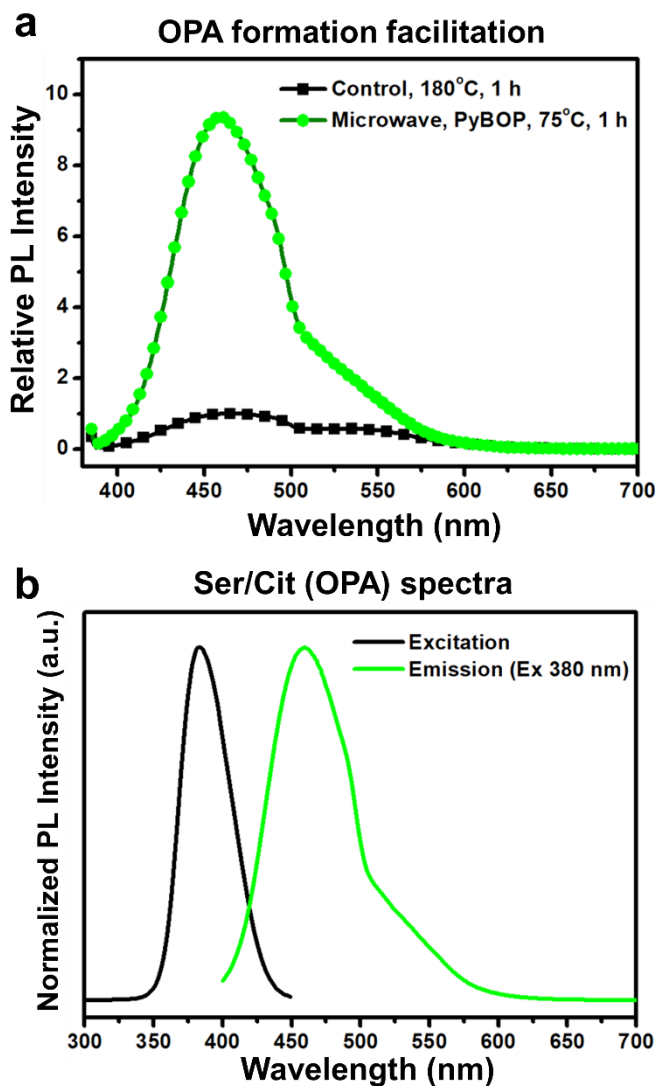 a
OPA formation facilitation
Control, 180°C, 1 h
Microwave, PyBOP, 75°C, 1 h
Relative PL Intensity
10
8
6
4
2
0
400 450 500 550 600 650 700
Wavelength (nm)
b
Ser/Cit (OPA) spectra
Excitation
Emission (Ex 380 nm)
Normalized PL Intensity (a.u.)
300 350 400 450 500 550 600 650 700
Wavelength (nm)